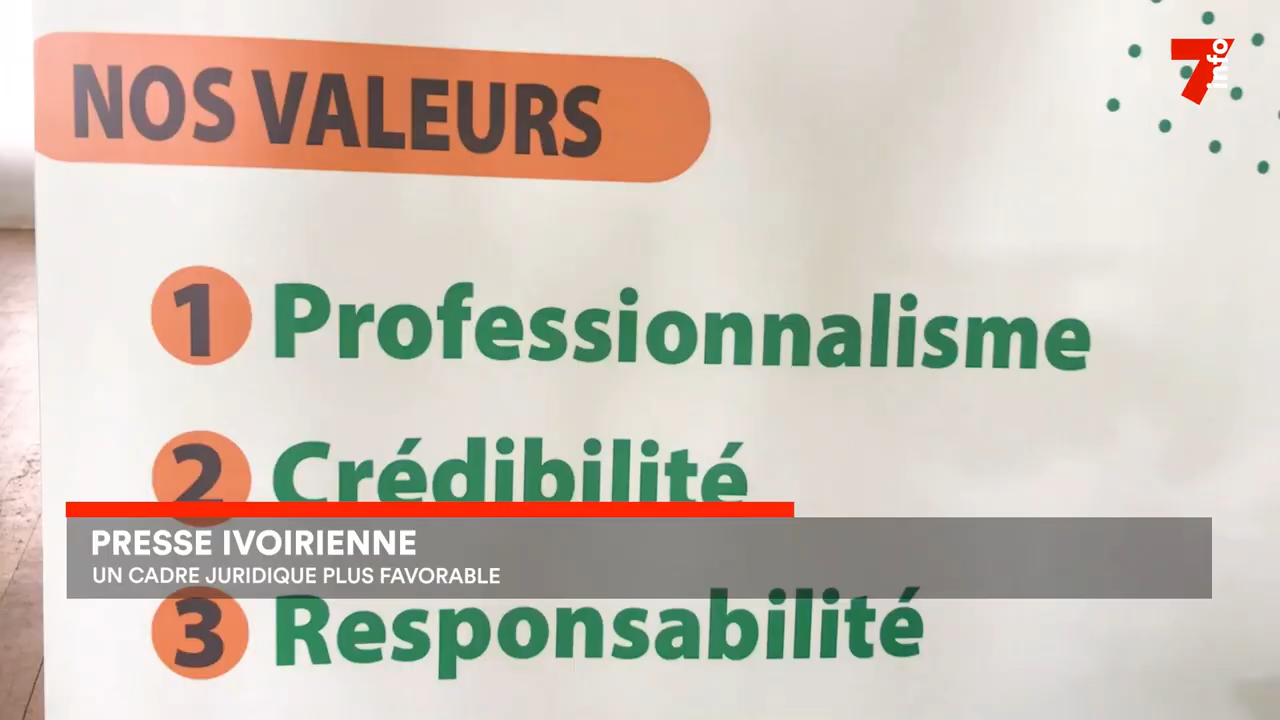 7 info
NOS VALEURS
1 Professionnalisme
2 Crédibilité
PRESSE IVOIRIENNE
UN CADRE JURIDIQUE PLUS FAVORABLE
3 Responsabilité